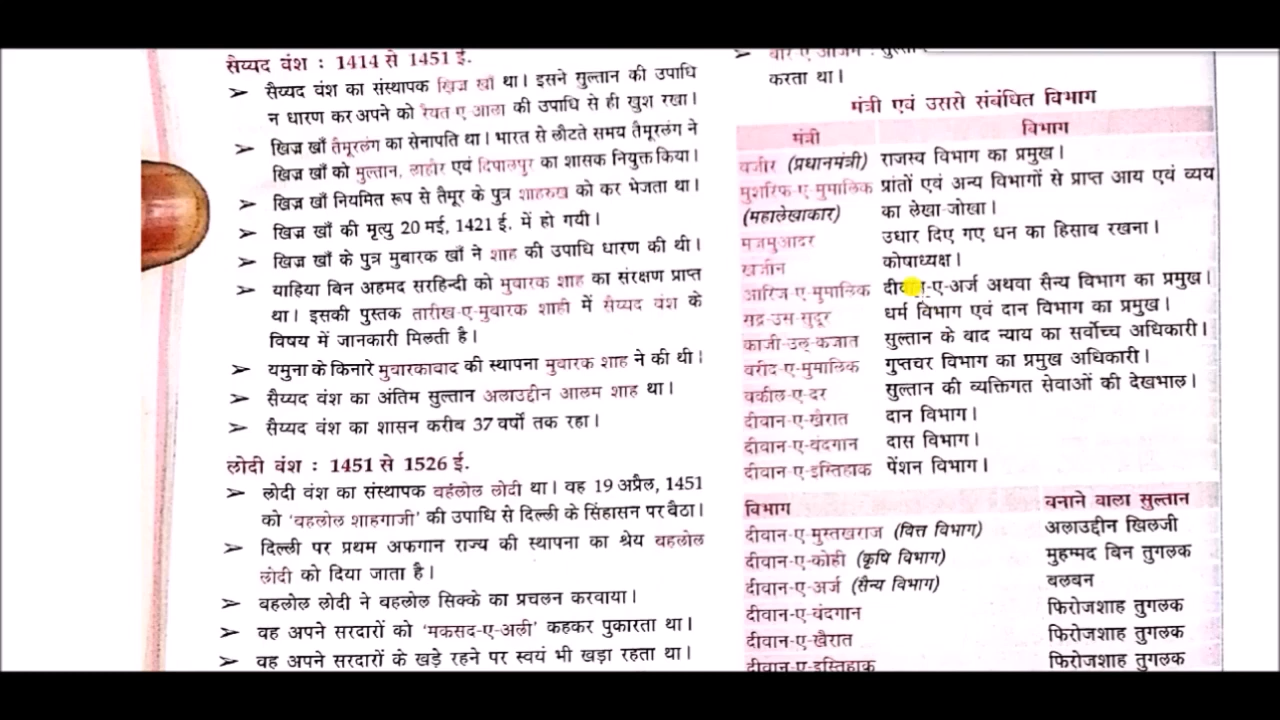 सैय्यद वंश : 1414 से 1451 ई.
➢ सैय्यद वंश का संस्थापक खिज्र खाँ था। इसने सुल्तान की उपाधि
न धारण कर अपने को रैयत ए आला की उपाधि से ही खुश रखा।
➢ खिज्र खाँ तैमूरलंग का सेनापति था। भारत से लौटते समय तैमूरलंग ने
खिज्र खाँ को मुल्तान, लाहौर एवं दिपालपुर का शासक नियुक्त किया।
➢ खिज्र खाँ नियमित रूप से तैमूर के पुत्र शाहरुख को कर भेजता था।
➢ खिज्र खाँ की मृत्यु 20 मई, 1421 ई. में हो गयी।
➢ खिज्र खाँ के पुत्र मुबारक खाँ ने शाह की उपाधि धारण की थी।
➢ याहिया बिन अहमद सरहिन्दी को मुबारक शाह का संरक्षण प्राप्त
था। इसकी पुस्तक तारीख-ए-मुबारक शाही में सैय्यद वंश के
विषय में जानकारी मिलती है।
➢ यमुना के किनारे मुबारकाबाद की स्थापना मुबारक शाह ने की थी।
➢ सैय्यद वंश का अंतिम सुल्तान अलाउद्दीन आलम शाह था।
➢ सैय्यद वंश का शासन करीब 37 वर्षों तक रहा।
लोदी वंश : 1451 से 1526 ई.
➢ लोदी वंश का संस्थापक बहलोल लोदी था। वह 19 अप्रैल, 1451
को 'बहलोल शाहगाजी' की उपाधि से दिल्ली के सिंहासन पर बैठा।
➢ दिल्ली पर प्रथम अफगान राज्य की स्थापना का श्रेय बहलोल
लोदी को दिया जाता है।
➢ बहलोल लोदी ने बहलोल सिक्के का प्रचलन करवाया।
➢ वह अपने सरदारों को 'मकसद-ए-अली' कहकर पुकारता था।
➢ वह अपने सरदारों के खड़े रहने पर स्वयं भी खड़ा रहता था।
करता था।
मंत्री एवं उससे संबंधित विभाग
मंत्री विभाग
वजीर (प्रधानमंत्री) राजस्व विभाग का प्रमुख।
मुशरिफ-ए-मुमालिक प्रांतों एवं अन्य विभागों से प्राप्त आय एवं व्यय
(महालेखाकार) का लेखा-जोखा।
मजमुआदर उधार दिए गए धन का हिसाब रखना।
खजीन कोषाध्यक्ष।
आरिज-ए-मुमालिक दीवान-ए-अर्ज अथवा सैन्य विभाग का प्रमुख।
सद्र-उस-सुदूर धर्म विभाग एवं दान विभाग का प्रमुख।
काजी-उल्-कजात सुल्तान के बाद न्याय का सर्वोच्च अधिकारी।
बरीद-ए-मुमालिक गुप्तचर विभाग का प्रमुख अधिकारी।
वकील-ए-दर सुल्तान की व्यक्तिगत सेवाओं की देखभाल।
दीवान-ए-खैरात दान विभाग।
दीवान-ए-बंदगान दास विभाग।
दीवान-ए-इस्तिहाक पेंशन विभाग।
विभाग बनाने वाला सुल्तान
दीवान-ए-मुस्तखराज (वित्त विभाग) अलाउद्दीन खिलजी
दीवान-ए-कोही (कृषि विभाग) मुहम्मद बिन तुगलक
दीवान-ए-अर्ज (सैन्य विभाग) बलबन
दीवान-ए-बंदगान फिरोजशाह तुगलक
दीवान-ए-खैरात फिरोजशाह तुगलक
दीवान-ए-इस्तिहाक फिरोजशाह तुगलक